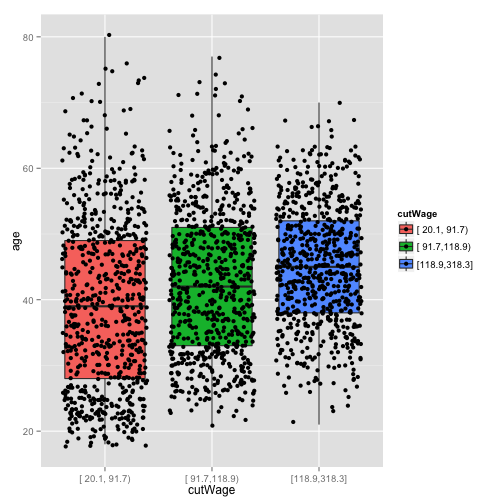 80
60
40
20
age
[ 20.1, 91.7)
[ 91.7,118.9)
[118.9,318.3]
cutWage
cutWage
[ 20.1, 91.7)
[ 91.7,118.9)
[118.9,318.3]